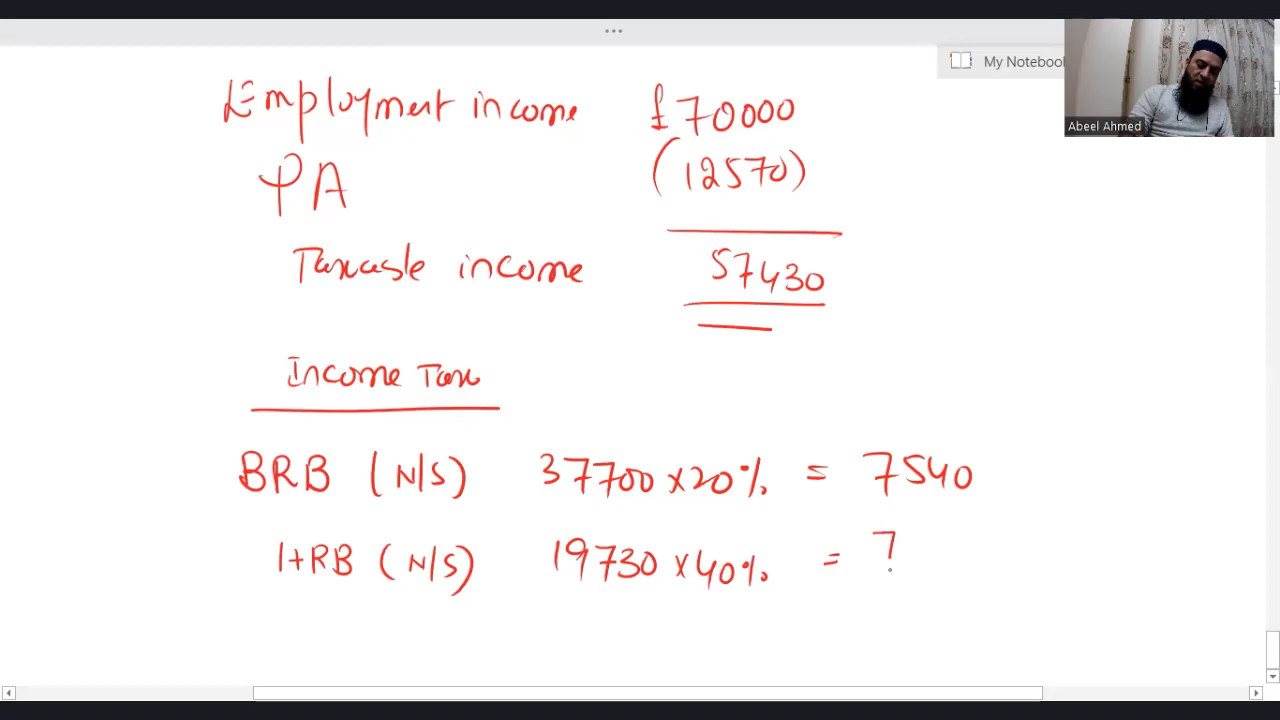 ...
My Notebook
Abeel Ahmed
Employment income £70000
PA (12570)
Taxable income 57430
Income Tax
BRB (N/S) 37700 x 20% = 7540
HRB (N/S) 19730 x 40% = 7